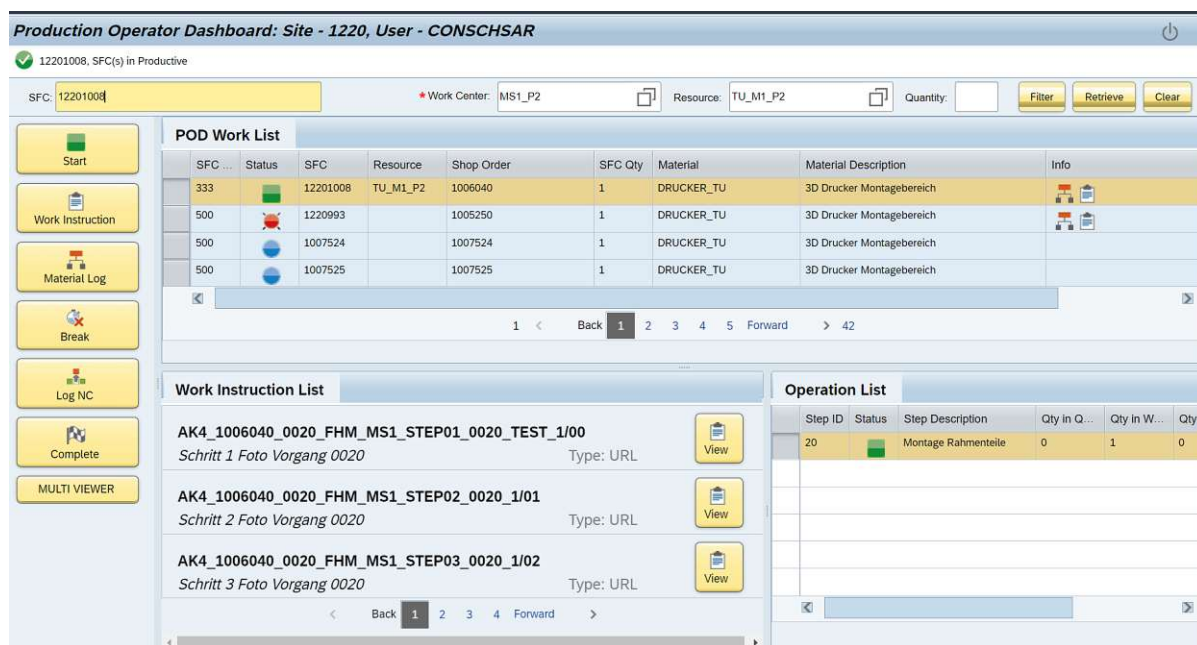 Production Operator Dashboard: Site - 1220, User - CONSCHSAR
12201008, SFC(s) in Productive
SFC: 12201008 * Work Center: MS1_P2 Resource: TU_M1_P2 Quantity: Filter Retrieve Clear
Start
Work Instruction
Material Log
Break
Log NC
Complete
MULTI VIEWER
POD Work List
SFC ... Status SFC Resource Shop Order SFC Qty Material Material Description Info
333 12201008 TU_M1_P2 1006040 1 DRUCKER_TU 3D Drucker Montagebereich
500 1220993 1005250 1 DRUCKER_TU 3D Drucker Montagebereich
500 1007524 1007524 1 DRUCKER_TU 3D Drucker Montagebereich
500 1007525 1007525 1 DRUCKER_TU 3D Drucker Montagebereich
1 < Back 1 2 3 4 5 Forward > 42
Work Instruction List
AK4_1006040_0020_FHM_MS1_STEP01_0020_TEST_1/00
Schritt 1 Foto Vorgang 0020 Type: URL View
AK4_1006040_0020_FHM_MS1_STEP02_0020_1/01
Schritt 2 Foto Vorgang 0020 Type: URL View
AK4_1006040_0020_FHM_MS1_STEP03_0020_1/02
Schritt 3 Foto Vorgang 0020 Type: URL View
< Back 1 2 3 4 Forward >
Operation List
Step ID Status Step Description Qty in Q... Qty in W... Qty
20 Montage Rahmenteile 0 1 0